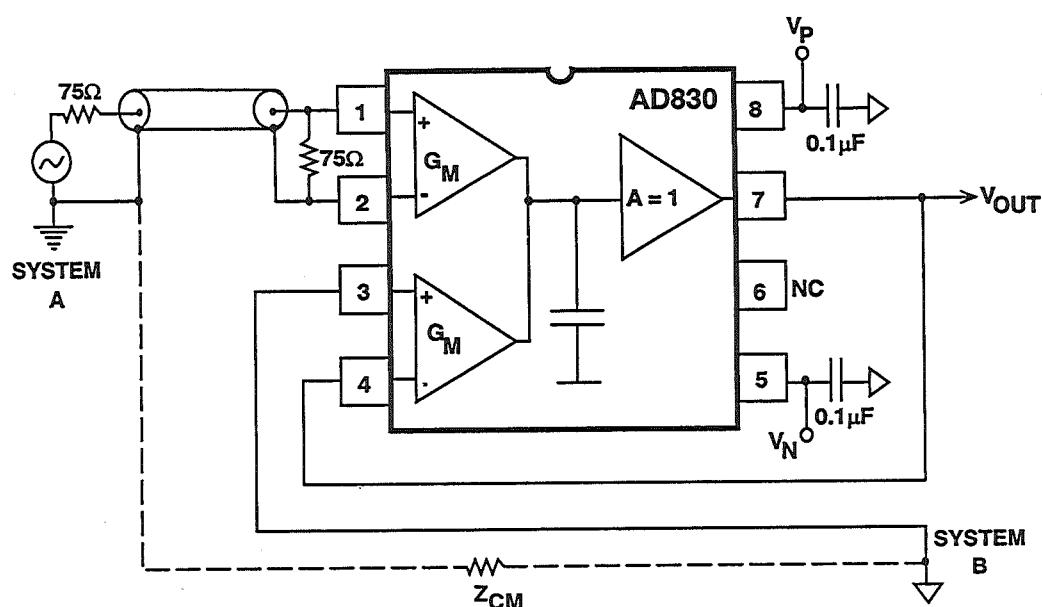 V_P
75Ω
1
AD830
8
+
G_M
-
75Ω
0.1µF
2
A = 1
7
V_OUT
SYSTEM
A
3
+
G_M
-
6
NC
4
5
0.1µF
V_N
SYSTEM
B
Z_CM